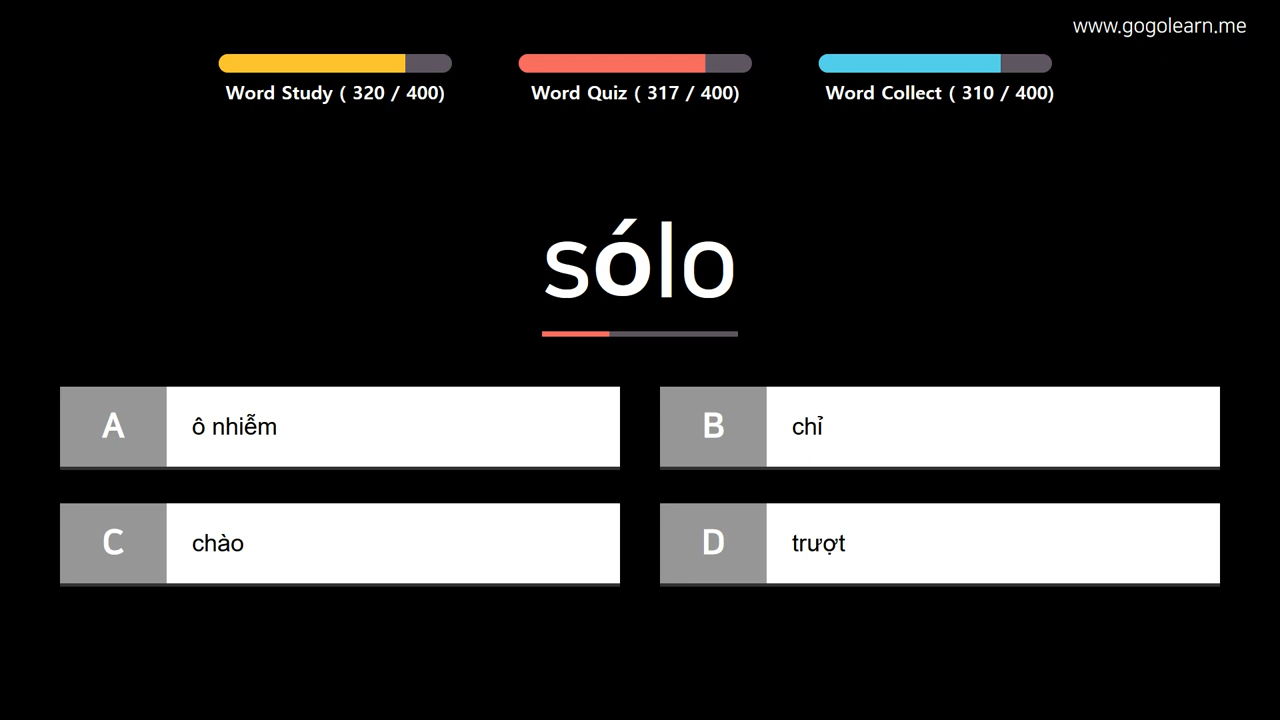 www.gogolearn.me
Word Study ( 320 / 400)
Word Quiz ( 317 / 400)
Word Collect ( 310 / 400)
sólo
A ô nhiễm
B chỉ
C chào
D trượt